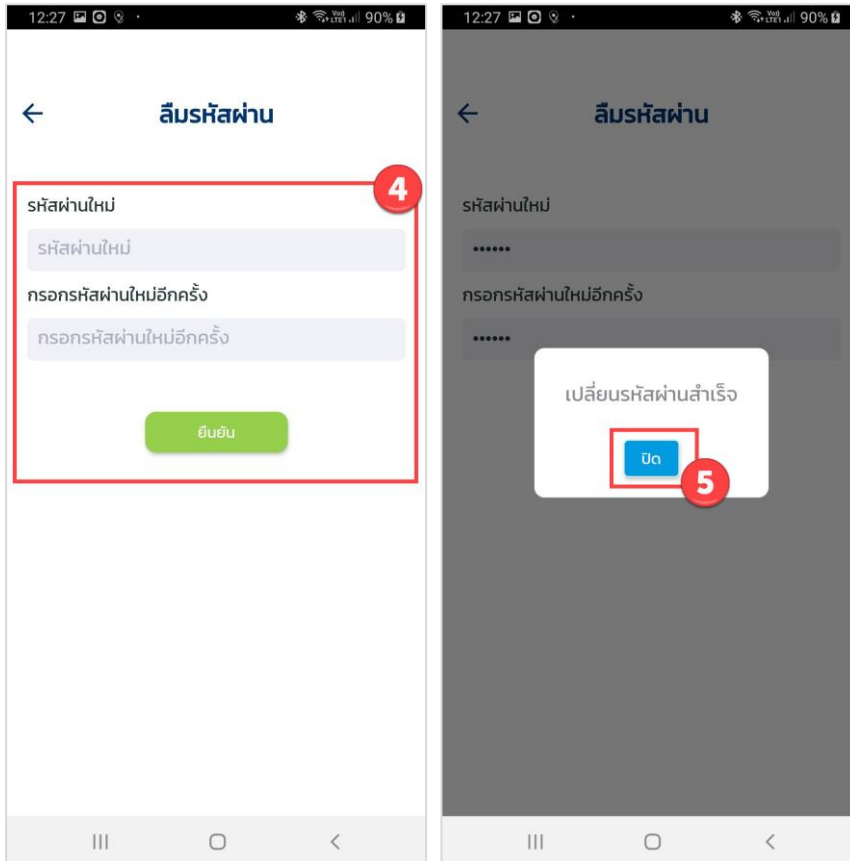 12:27
90%
ลืมรหัสผ่าน
4
รหัสผ่านใหม่
รหัสผ่านใหม่
กรอกรหัสผ่านใหม่อีกครั้ง
กรอกรหัสผ่านใหม่อีกครั้ง
ยืนยัน
12:27
90%
ลืมรหัสผ่าน
รหัสผ่านใหม่
••••••
กรอกรหัสผ่านใหม่อีกครั้ง
••••••
เปลี่ยนรหัสผ่านสำเร็จ
ปิด
5